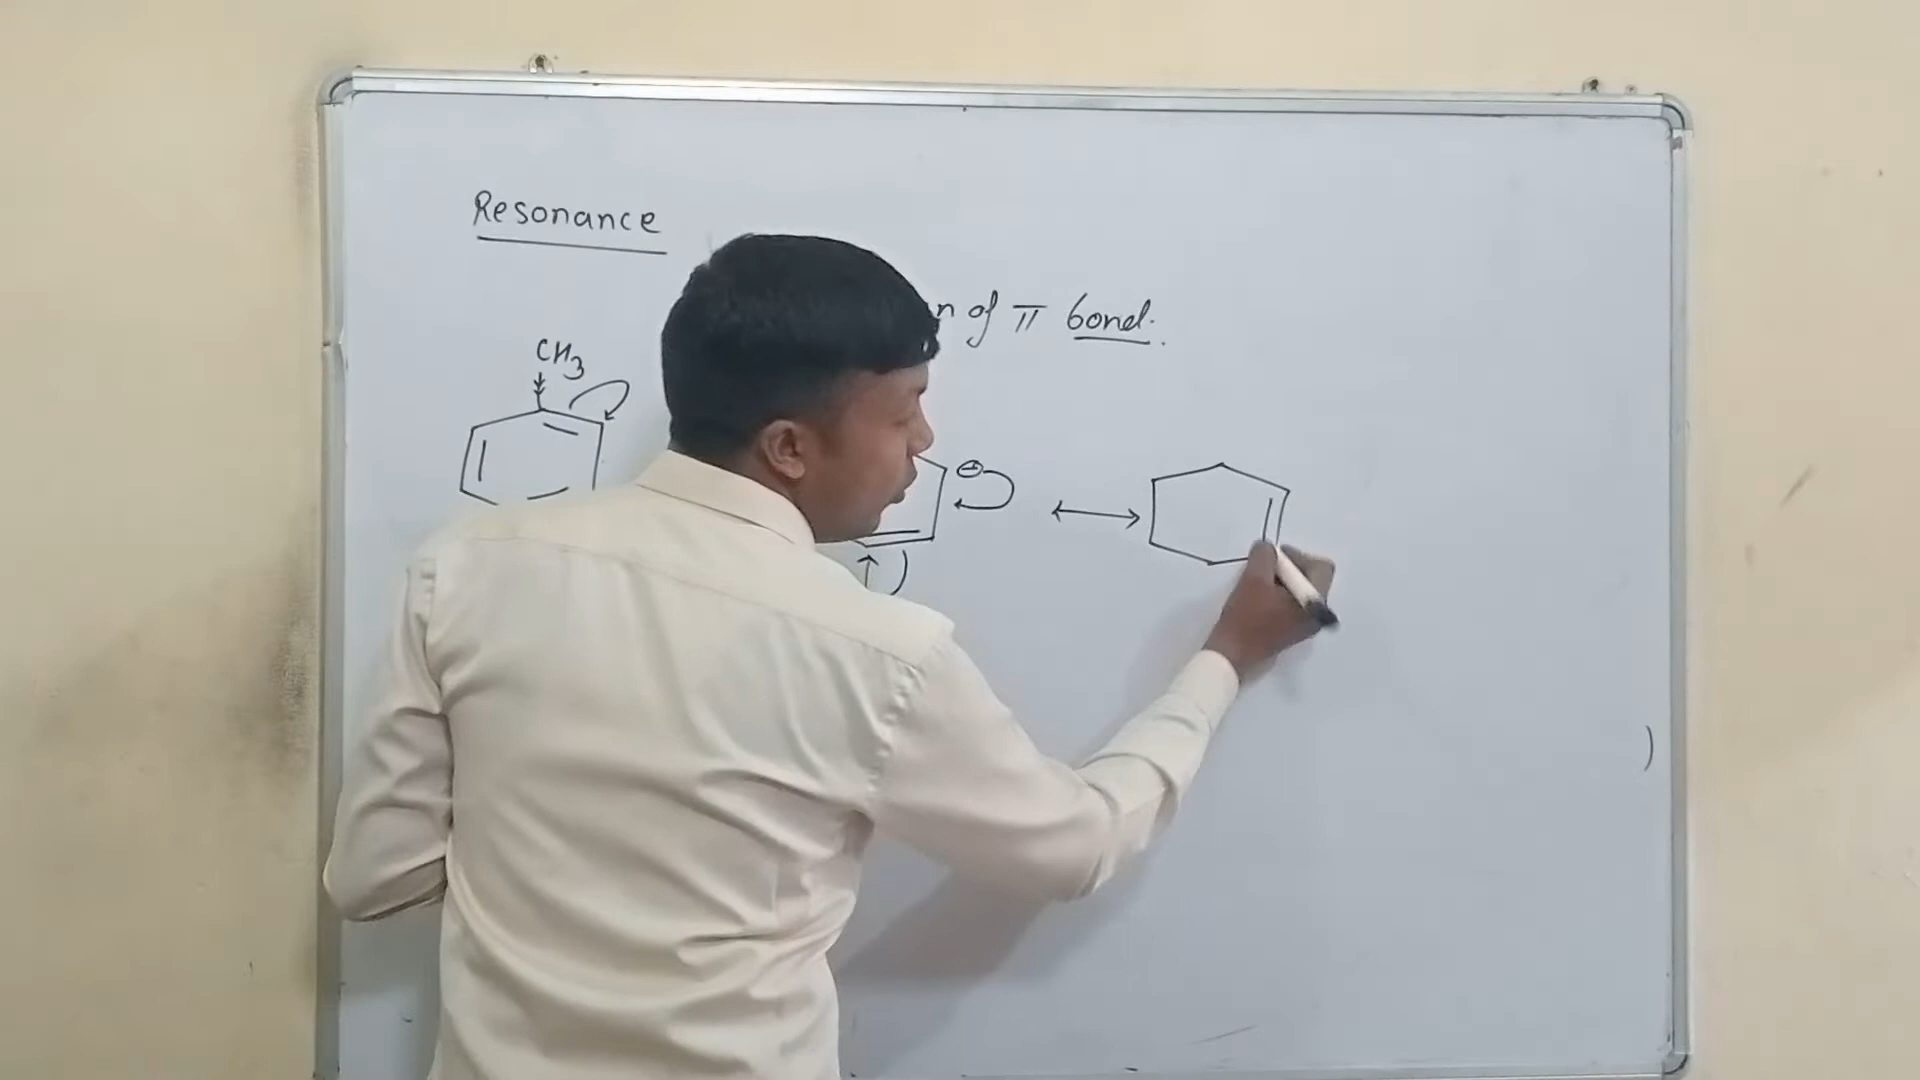 Resonance
of π bond.
CH3
⊖